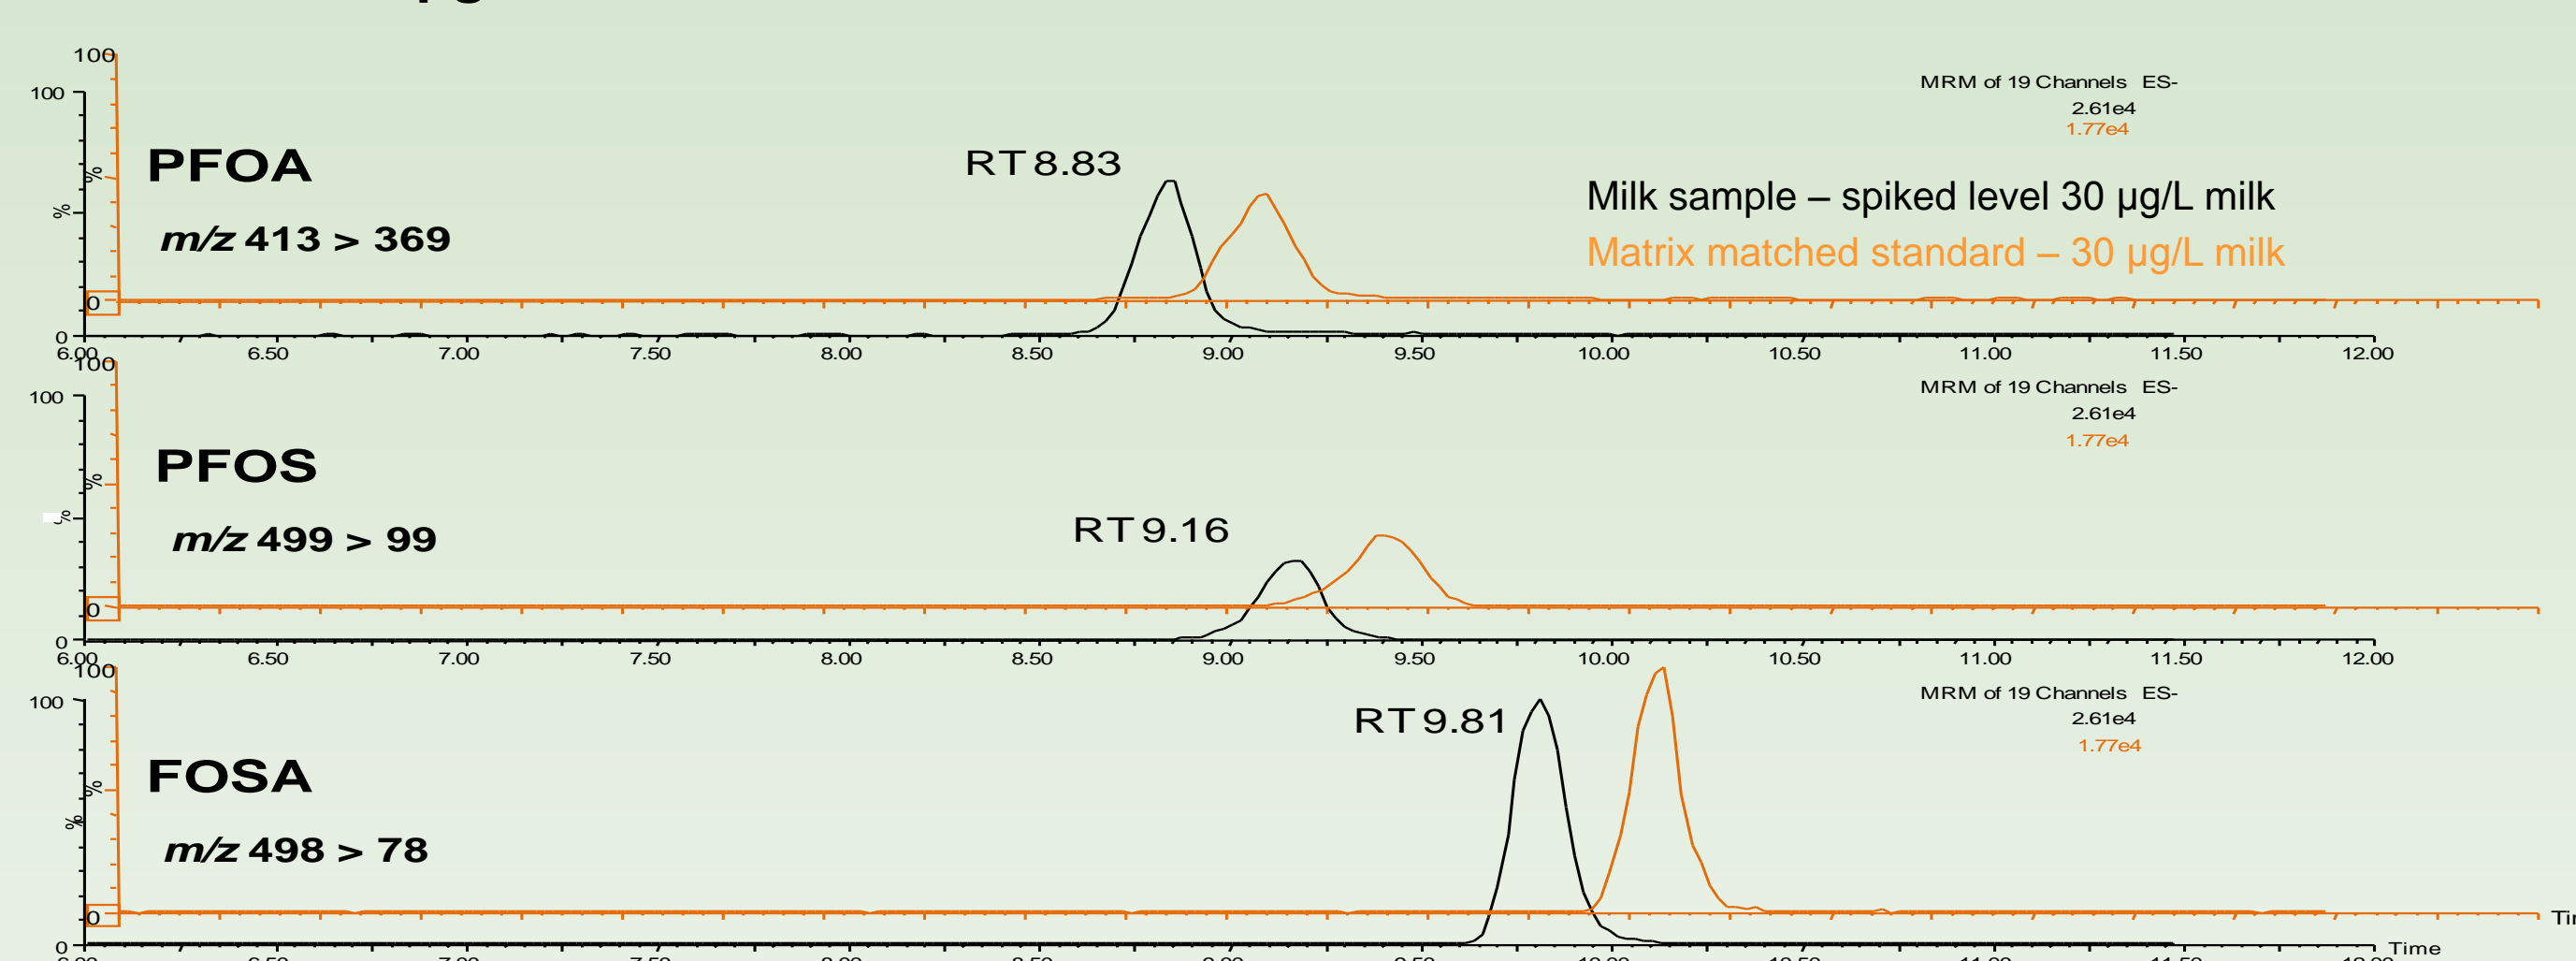 100
100
MRM of 19 Channels ES-
2.61e4
1.77e4
PFOA
RT 8.83
%
%
Milk sample – spiked level 30 µg/L milk
m/z 413 > 369
Matrix matched standard – 30 µg/L milk
0
0
6.00 6.50 7.00 7.50 8.00 8.50 9.00 9.50 10.00 10.50 11.00 11.50 12.00
100
100
MRM of 19 Channels ES-
2.61e4
1.77e4
PFOS
%
%
RT 9.16
m/z 499 > 99
0
0
6.00 6.50 7.00 7.50 8.00 8.50 9.00 9.50 10.00 10.50 11.00 11.50 12.00
100
100
MRM of 19 Channels ES-
2.61e4
RT 9.81
1.77e4
FOSA
%
%
m/z 498 > 78
0
0
Time